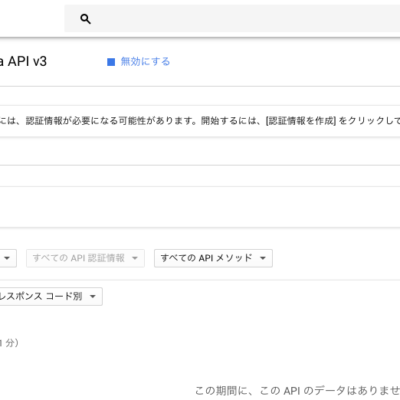 a API v3
無効にする
には、認証情報が必要になる可能性があります。開始するには、[認証情報を作成] をクリックして
すべての API 認証情報
すべての API メソッド
レスポンス コード別
1 分）
この期間に、この API のデータはありませ